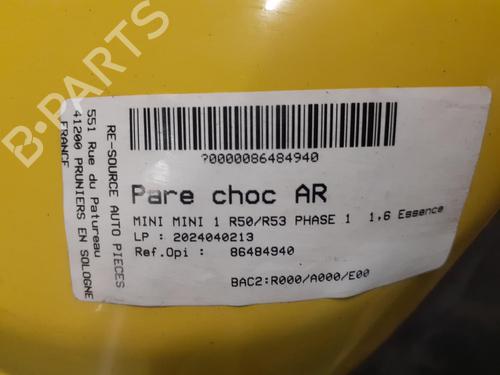 ?0000086484940
Pare choc AR
MINI MINI 1 R50/R53 PHASE 1 1,6 Essence
LP : 2024040213
Ref.Opi : 86484940
BAC2:R000/A000/E00
RE-SOURCE AUTO PIECES
551 Rue du Patureau
41200 PRUNIERS EN SOLOGNE
FRANCE
B-PARTS